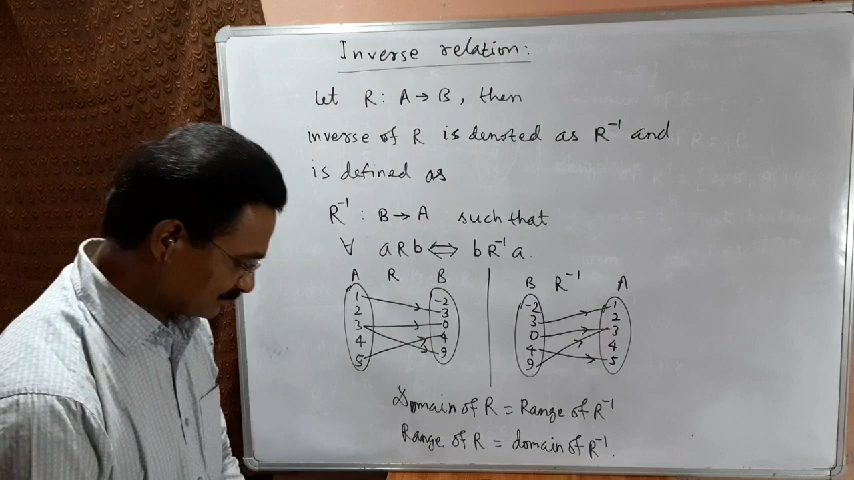 Inverse relation:
Let R: A → B, then
inverse of R is denoted as R⁻¹ and
is defined as
R⁻¹ : B → A such that
∀ aRb ⟺ bR⁻¹a.
A R B
1 -2
2 -3
3 0
4 4
5 9
B R⁻¹ A
-2 1
3 2
0 3
4 4
9 5
Domain of R = Range of R⁻¹
Range of R = domain of R⁻¹.